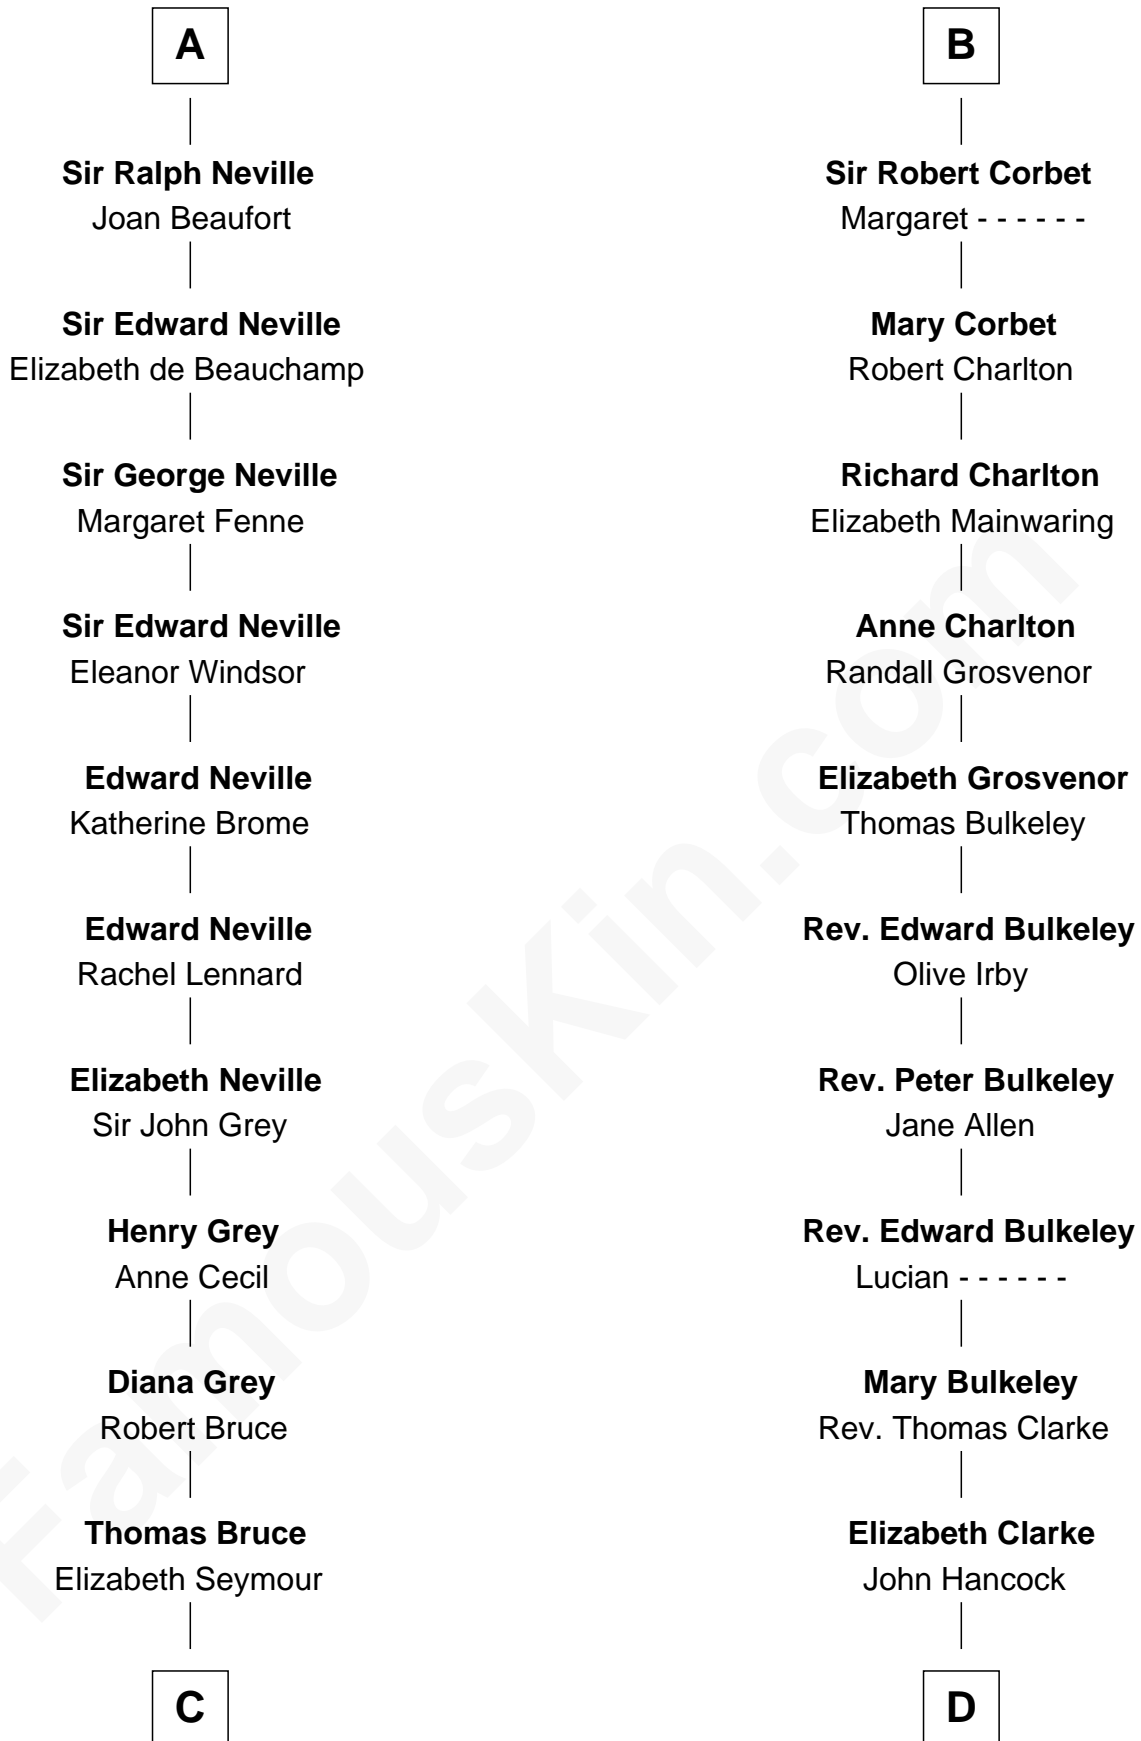 A
Sir Ralph Neville
Joan Beaufort
Sir Edward Neville
Elizabeth de Beauchamp
Sir George Neville
Margaret Fenne
Sir Edward Neville
Eleanor Windsor
Edward Neville
Katherine Brome
Edward Neville
Rachel Lennard
Elizabeth Neville
Sir John Grey
Henry Grey
Anne Cecil
Diana Grey
Robert Bruce
Thomas Bruce
Elizabeth Seymour
C
B
Sir Robert Corbet
Margaret - - - - - -
Mary Corbet
Robert Charlton
Richard Charlton
Elizabeth Mainwaring
Anne Charlton
Randall Grosvenor
Elizabeth Grosvenor
Thomas Bulkeley
Rev. Edward Bulkeley
Olive Irby
Rev. Peter Bulkeley
Jane Allen
Rev. Edward Bulkeley
Lucian - - - - - -
Mary Bulkeley
Rev. Thomas Clarke
Elizabeth Clarke
John Hancock
D
FamousKin.com